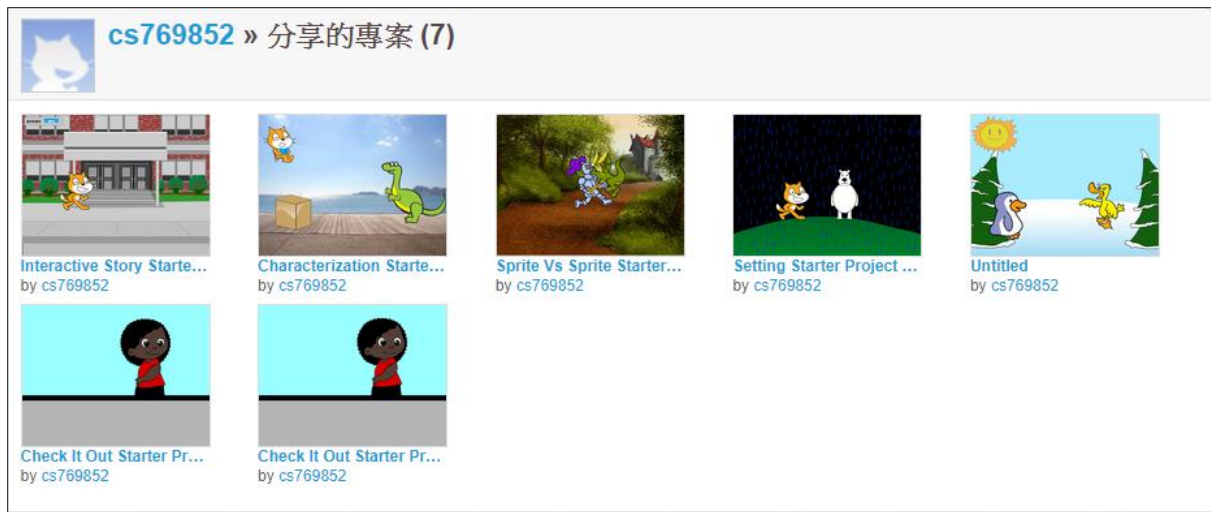 cs769852 » 分享的專案 (7)
Interactive Story Starte...
by cs769852
Characterization Starte...
by cs769852
Sprite Vs Sprite Starter...
by cs769852
Setting Starter Project ...
by cs769852
Untitled
by cs769852
Check It Out Starter Pr...
by cs769852
Check It Out Starter Pr...
by cs769852